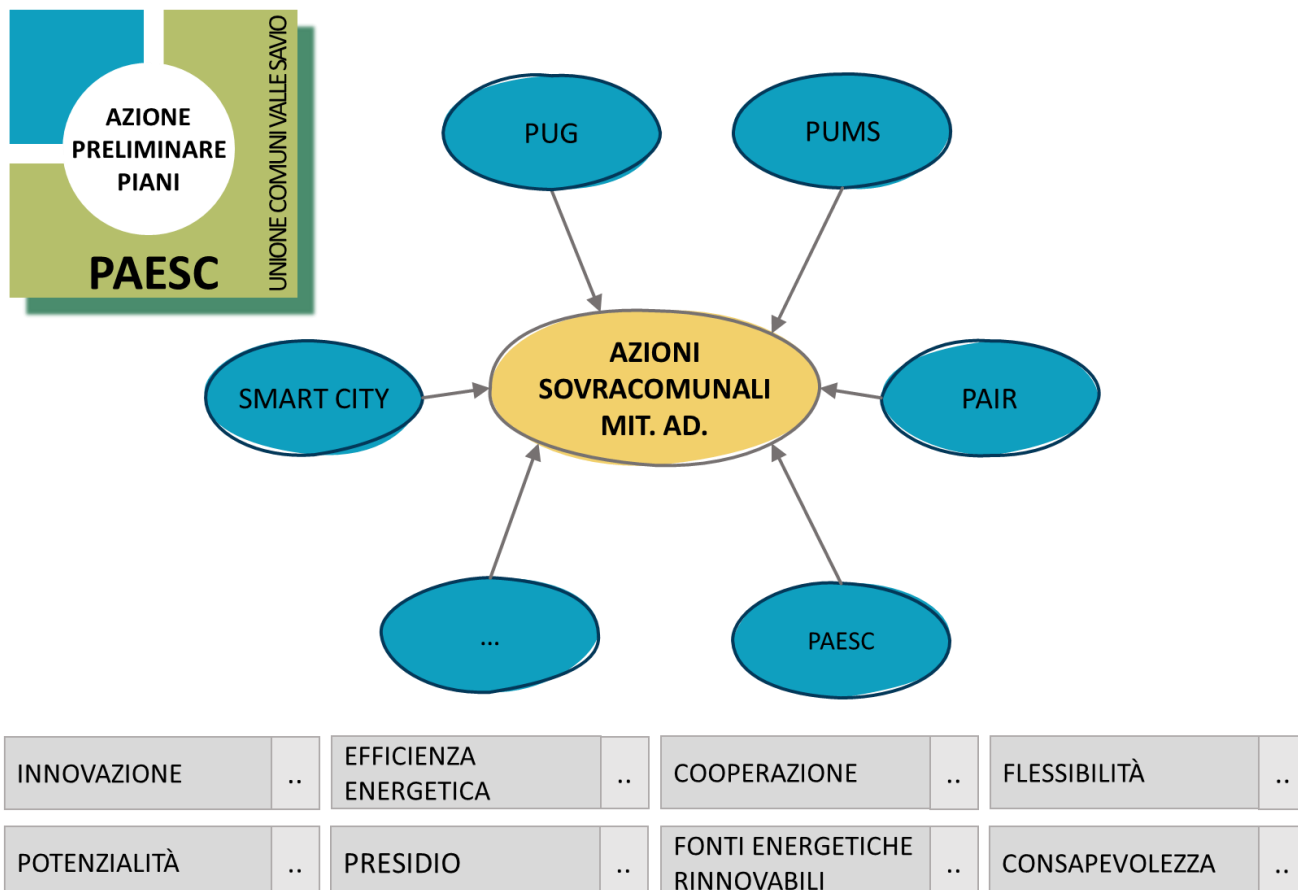 AZIONE
PRELIMINARE
PIANI
PAESC
UNIONE COMUNI VALLE SAVIO
PUG
PUMS
SMART CITY
AZIONI
SOVRACOMUNALI
MIT. AD.
PAIR
...
PAESC
INNOVAZIONE ..
EFFICIENZA
ENERGETICA ..
COOPERAZIONE ..
FLESSIBILITÀ ..
POTENZIALITÀ ..
PRESIDIO ..
FONTI ENERGETICHE
RINNOVABILI ..
CONSAPEVOLEZZA ..